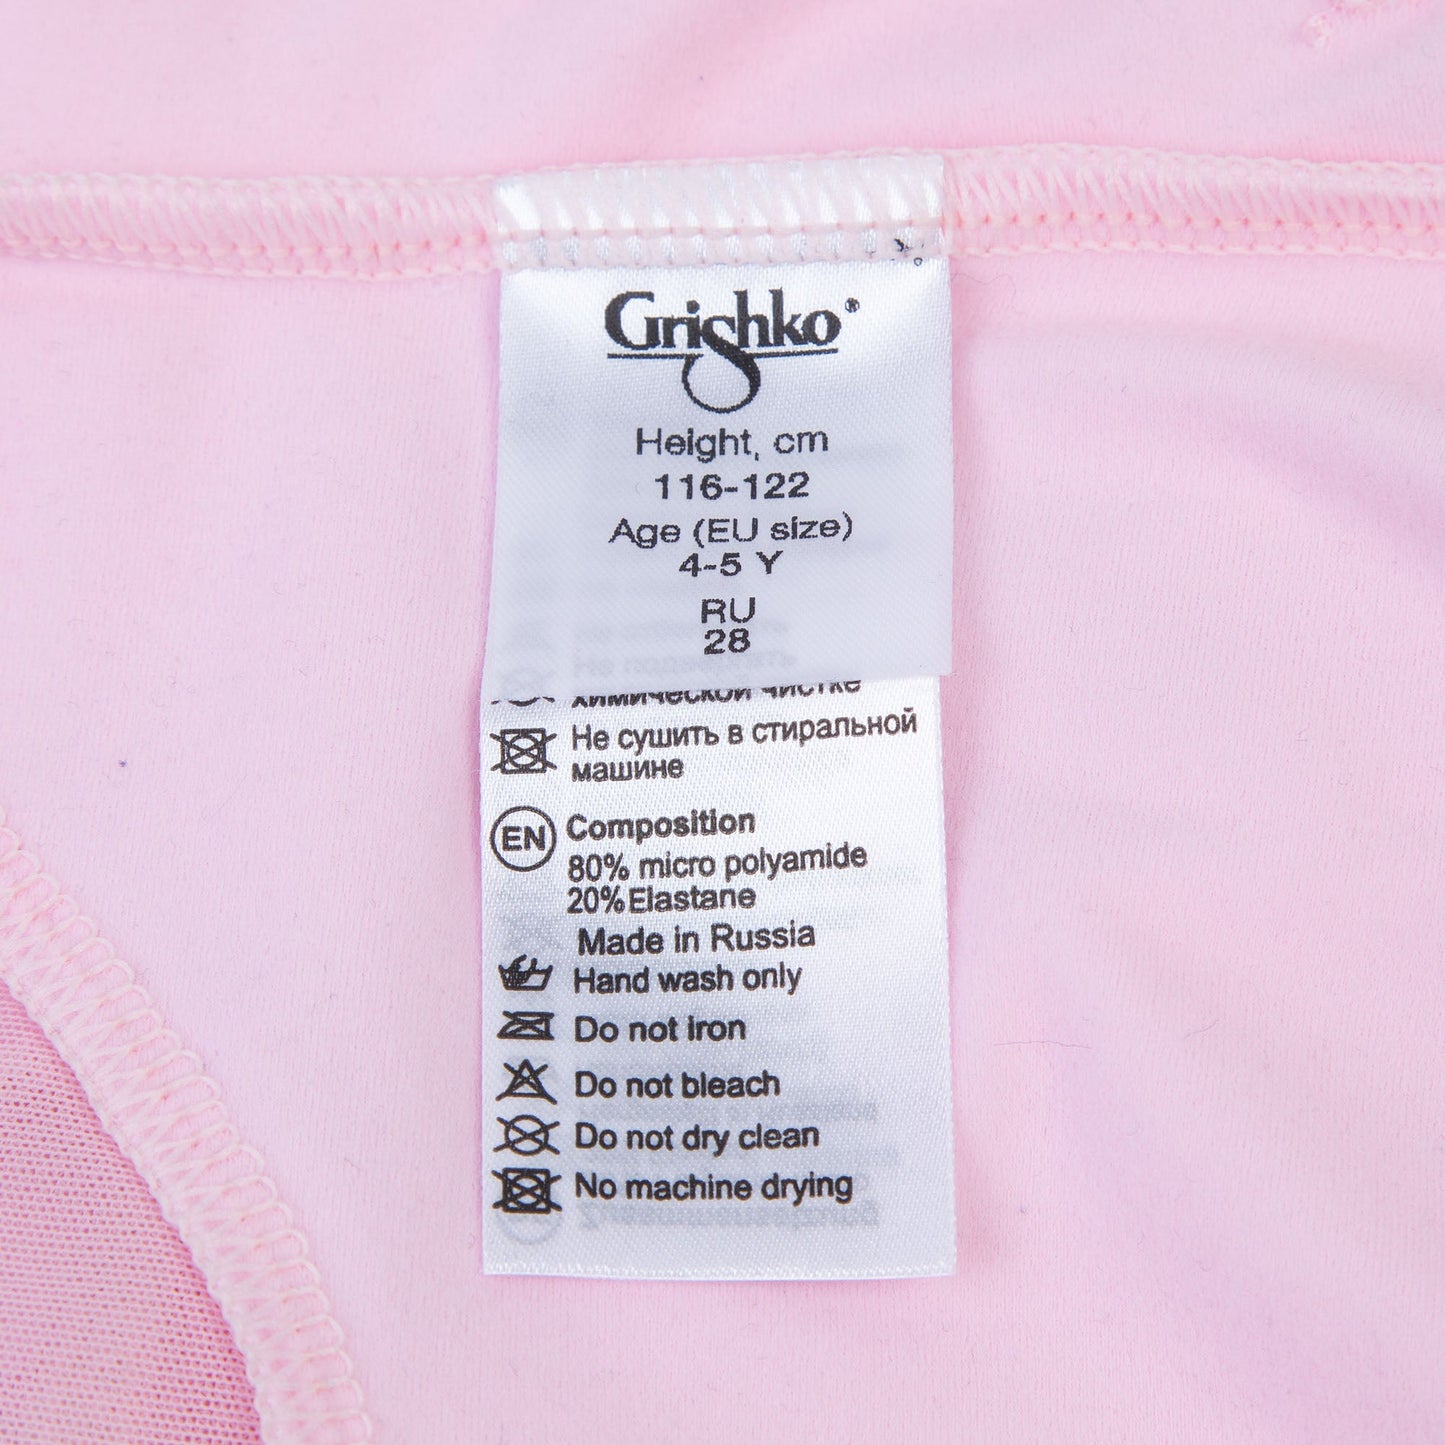 Grishko®
Height, cm
116-122
Age (EU size)
4-5 Y
RU
28
химической чистке
Не сушить в стиральной
машине
EN Composition
80% micro polyamide
20% Elastane
Made in Russia
Hand wash only
Do not iron
Do not bleach
Do not dry clean
No machine drying